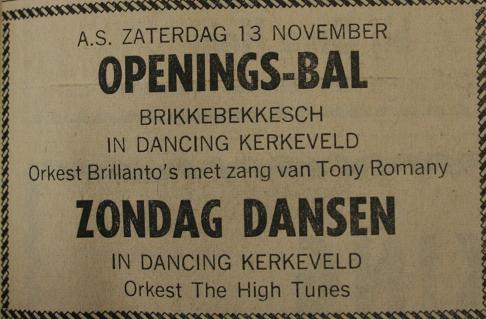 A.S. ZATERDAG 13 NOVEMBER
OPENINGS-BAL
BRIKKEBEKKESCH
IN DANCING KERKEVELD
Orkest Brillanto's met zang van Tony Romany
ZONDAG DANSEN
IN DANCING KERKEVELD
Orkest The High Tunes